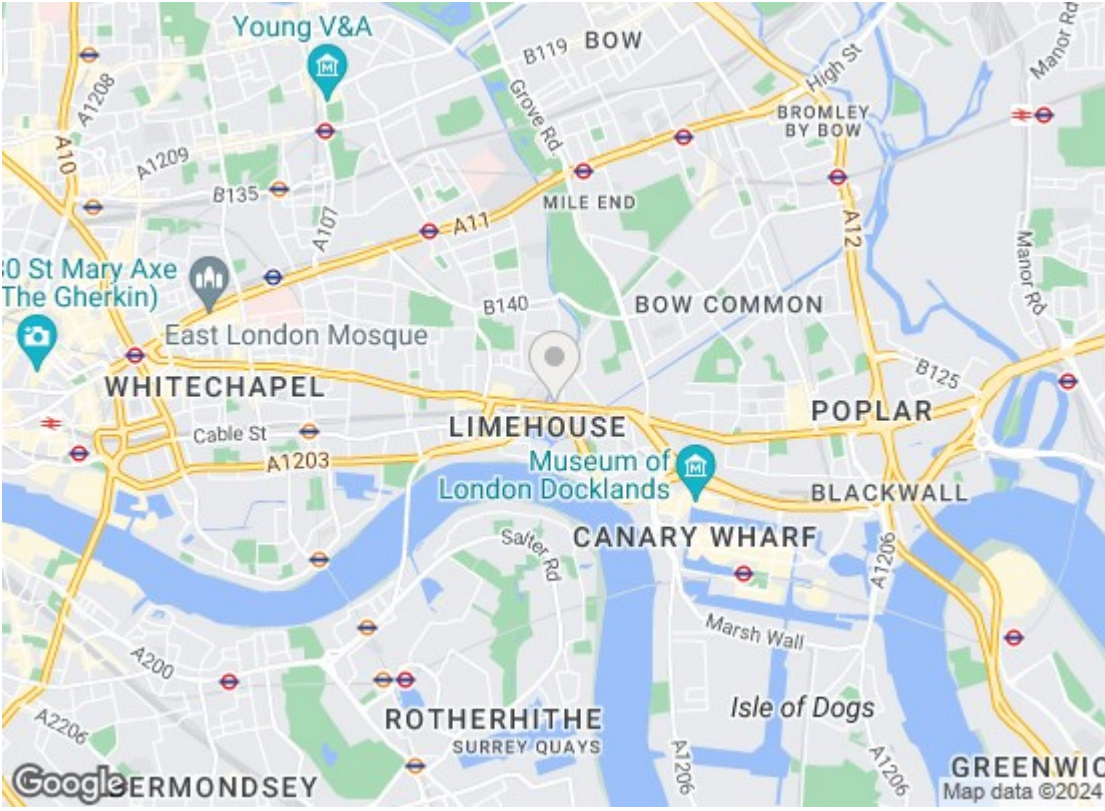 Young V&A
B119
BOW
High St
Manor Rd
A1208
Grove Rd
BROMLEY
BY BOW
A10
A1209
B135
MILE END
A107
A11
A12
Manor Rd
30 St Mary Axe
The Gherkin)
B140
BOW COMMON
East London Mosque
B125
WHITECHAPEL
LIMEHOUSE
POPLAR
Cable St
A1203
Museum of
London Docklands
BLACKWALL
CANARY WHARF
Salter Rd
A1206
Marsh Wall
A200
Isle of Dogs
ROTHERHITHE
SURREY QUAYS
A2206
A1206
A1206
GREENWIC
Google
BERMONDSEY
Map data ©2024